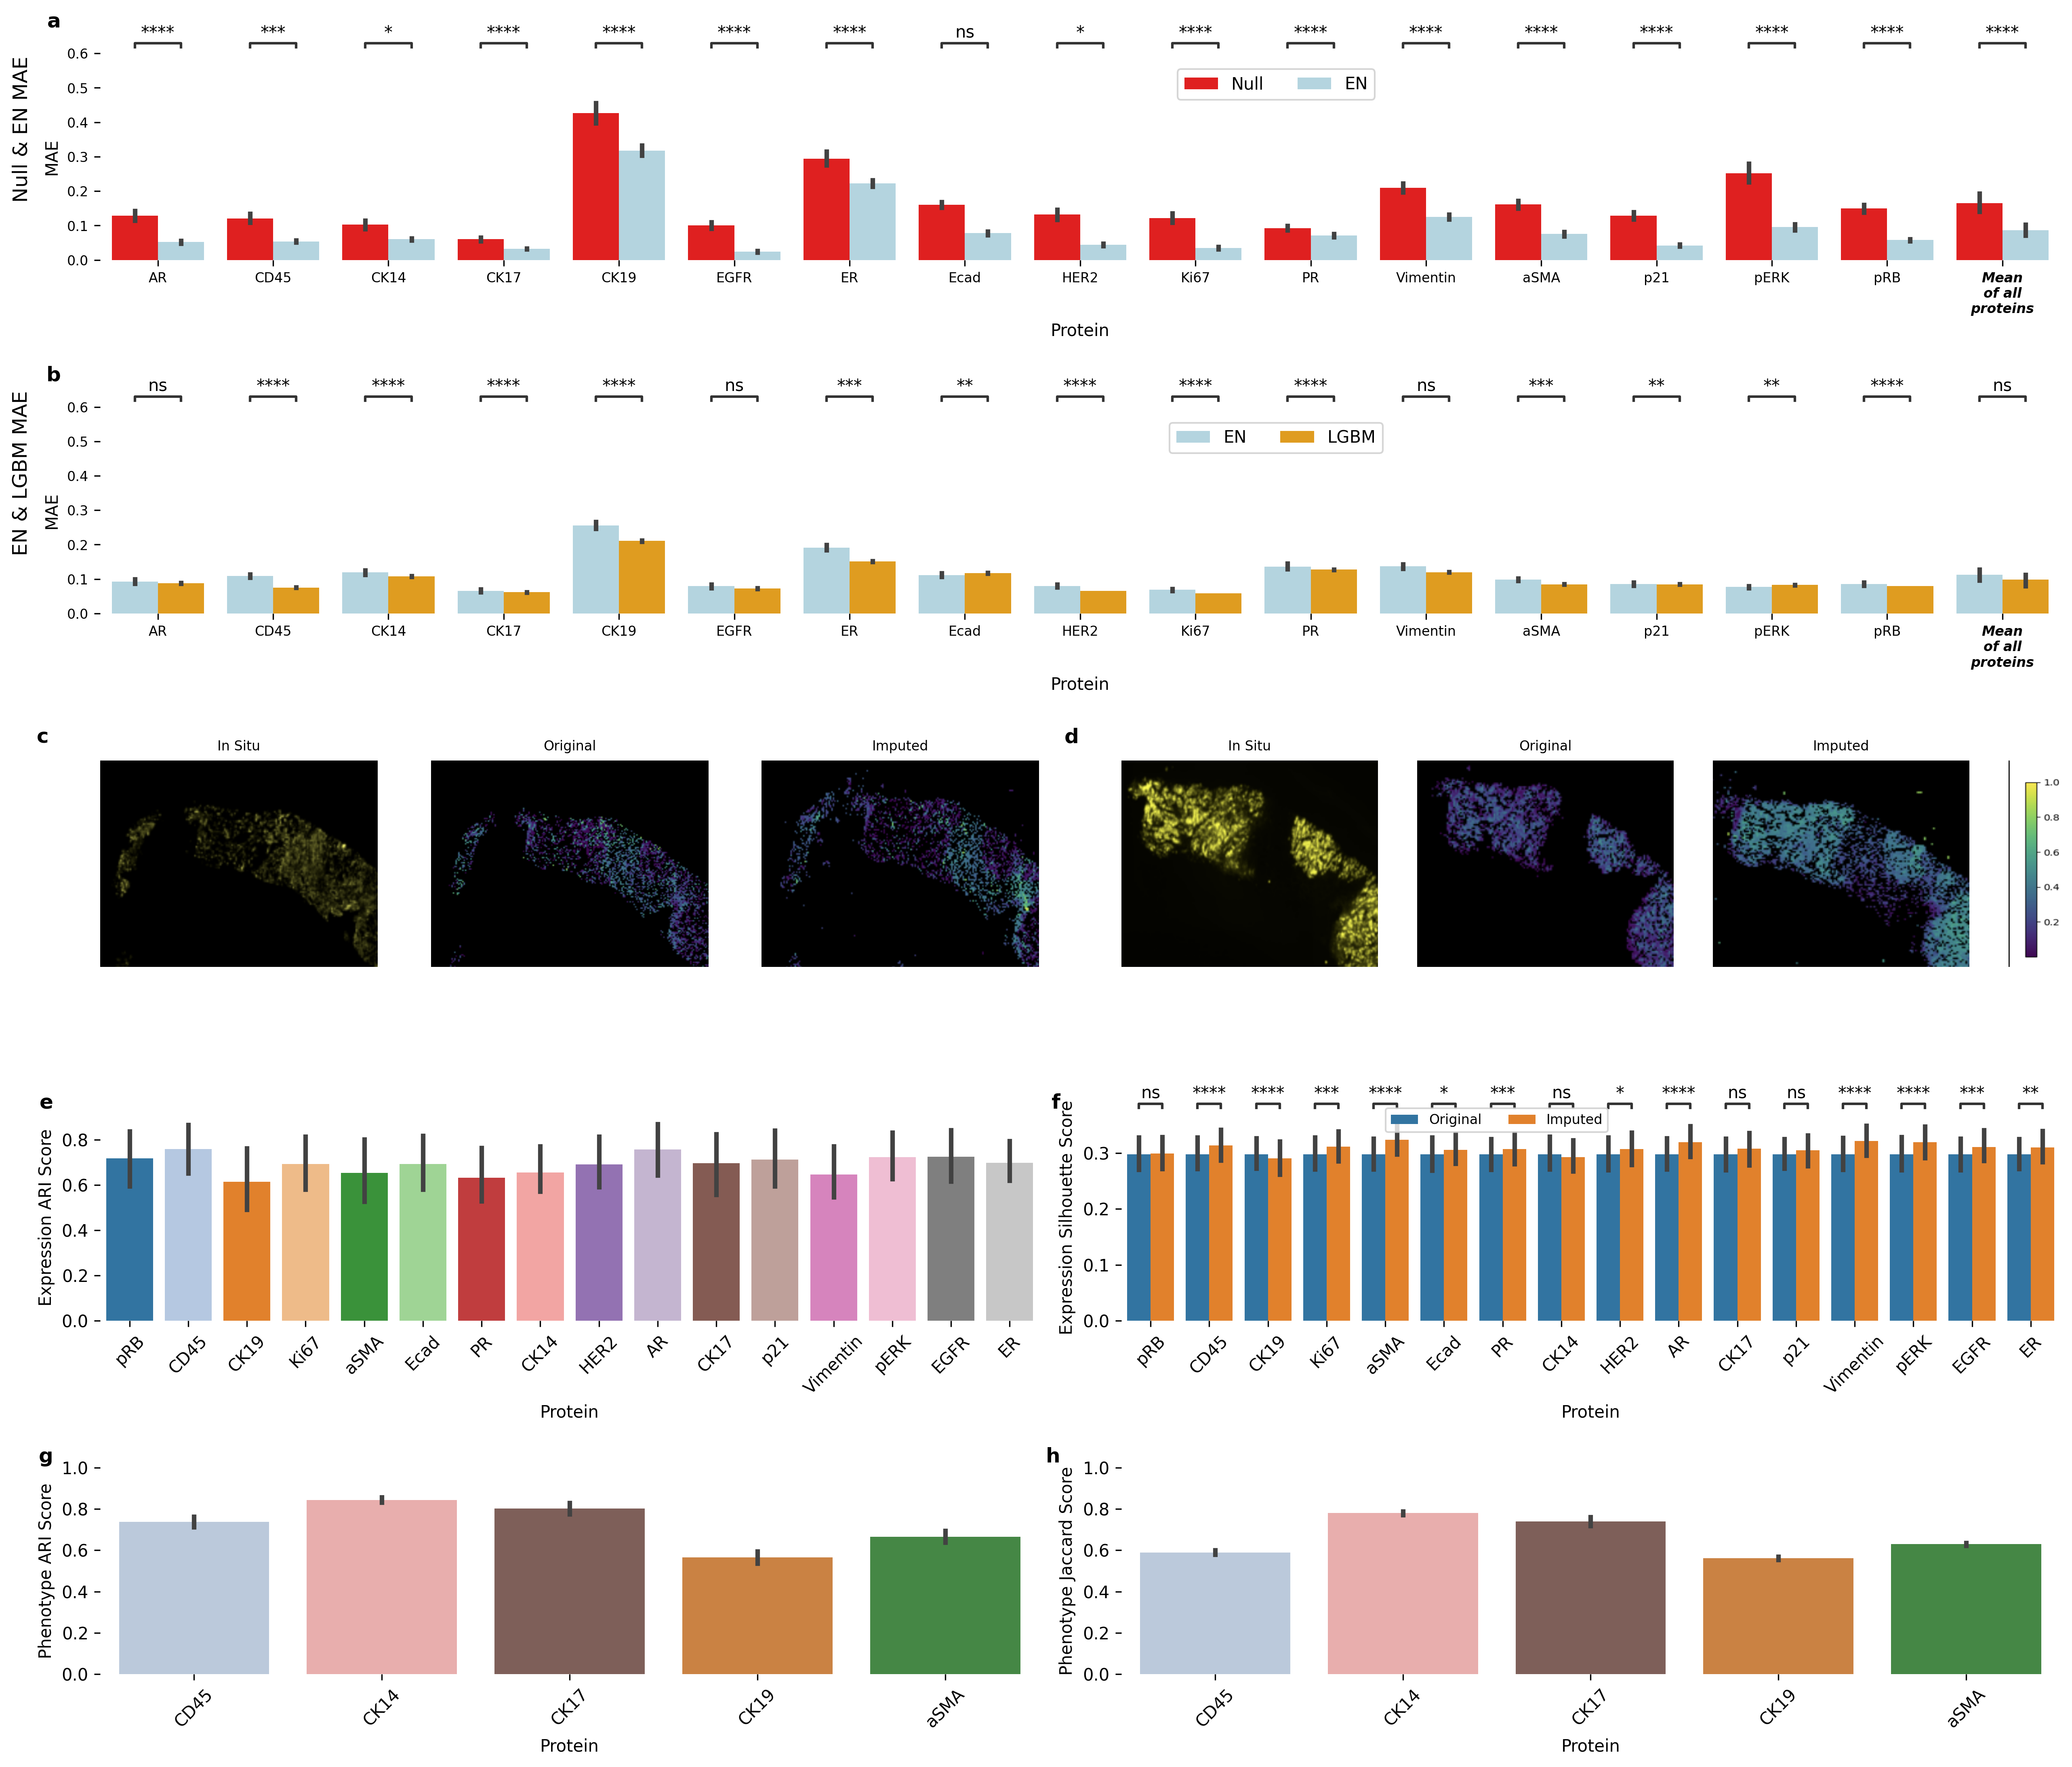 a
**** *** * **** **** **** **** ns * **** **** **** **** **** **** **** ****
Null & EN MAE
MAE
0.6
0.5
0.4
0.3
0.2
0.1
0.0
Null EN
AR CD45 CK14 CK17 CK19 EGFR ER Ecad HER2 Ki67 PR Vimentin aSMA p21 pERK pRB Mean
of all
proteins
Protein
b
ns **** **** **** **** ns *** ** **** **** **** ns *** ** ** **** ns
EN & LGBM MAE
MAE
0.6
0.5
0.4
0.3
0.2
0.1
0.0
EN LGBM
AR CD45 CK14 CK17 CK19 EGFR ER Ecad HER2 Ki67 PR Vimentin aSMA p21 pERK pRB Mean
of all
proteins
Protein
c
In Situ Original Imputed
d
In Situ Original Imputed
1.0
0.8
0.6
0.4
0.2
e
Expression ARI Score
0.8
0.6
0.4
0.2
0.0
pRB CD45 CK19 Ki67 aSMA Ecad PR CK14 HER2 AR CK17 p21 Vimentin pERK EGFR ER
Protein
f
ns **** **** *** **** * *** ns * **** ns ns **** **** *** **
Original Imputed
Expression Silhouette Score
0.3
0.2
0.1
0.0
pRB CD45 CK19 Ki67 aSMA Ecad PR CK14 HER2 AR CK17 p21 Vimentin pERK EGFR ER
Protein
g
Phenotype ARI Score
1.0
0.8
0.6
0.4
0.2
0.0
CD45 CK14 CK17 CK19 aSMA
Protein
h
Phenotype Jaccard Score
1.0
0.8
0.6
0.4
0.2
0.0
CD45 CK14 CK17 CK19 aSMA
Protein